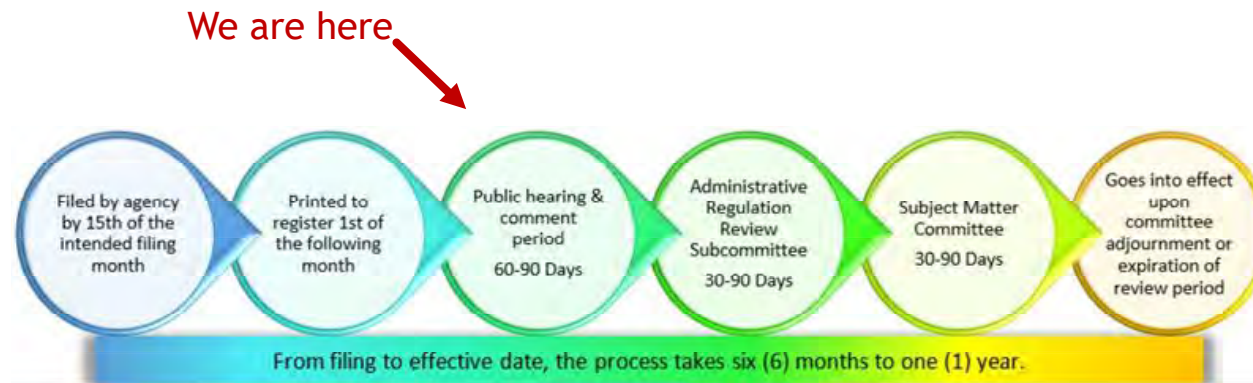 We are here
Filed by agency
by 15th of the
intended filing
month
Printed to
register 1st of
the following
month
Public hearing &
comment
period
60-90 Days
Administrative
Regulation
Review
Subcommittee
30-90 Days
Subject Matter
Committee
30-90 Days
Goes into effect
upon
committee
adjournment or
expiration of
review period
From filing to effective date, the process takes six (6) months to one (1) year.